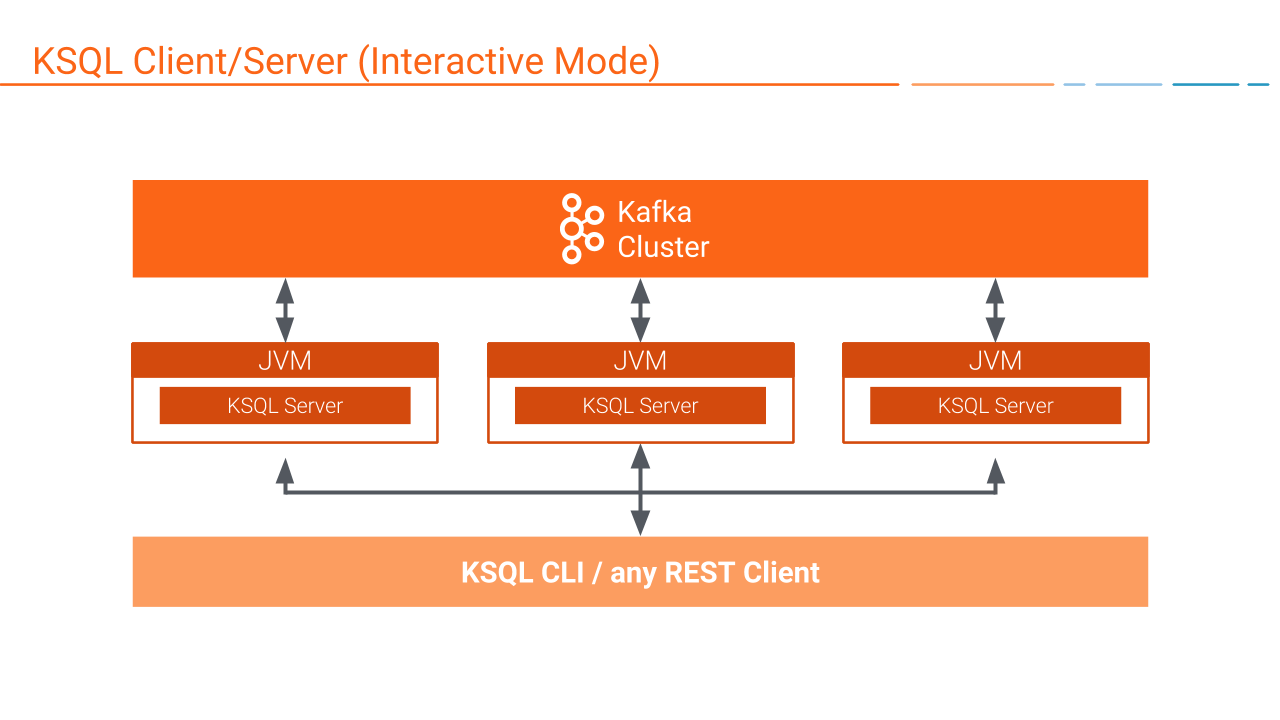 KSQL Client/Server (Interactive Mode)
Kafka
Cluster
JVM
JVM
JVM
KSQL Server
KSQL Server
KSQL Server
KSQL CLI / any REST Client